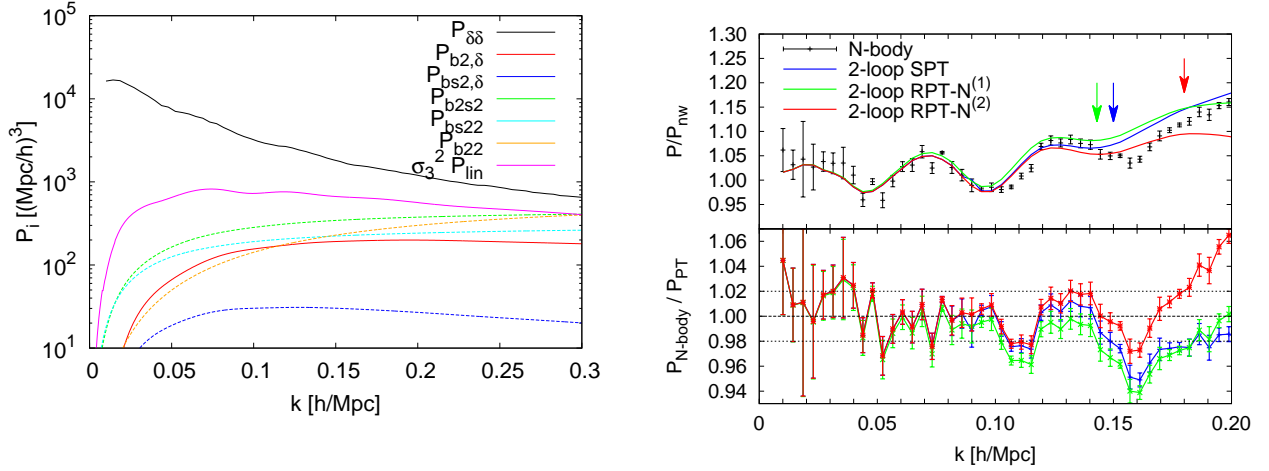 10^5
10^4
10^3
10^2
10^1
P_i [(Mpc/h)^3]
P_δδ
P_b2,δ
P_bs2,δ
P_b2s2
P_bs22
P_b22
σ_3^2 P_lin
0 0.05 0.1 0.15 0.2 0.25 0.3
k [h/Mpc]
1.30
1.25
1.20
1.15
1.10
1.05
1.00
0.95
P/P_nw
N-body
2-loop SPT
2-loop RPT-N^(1)
2-loop RPT-N^(2)
1.06
1.04
1.02
1.00
0.98
0.96
0.94
P_N-body / P_PT
0 0.05 0.10 0.15 0.20
k [h/Mpc]